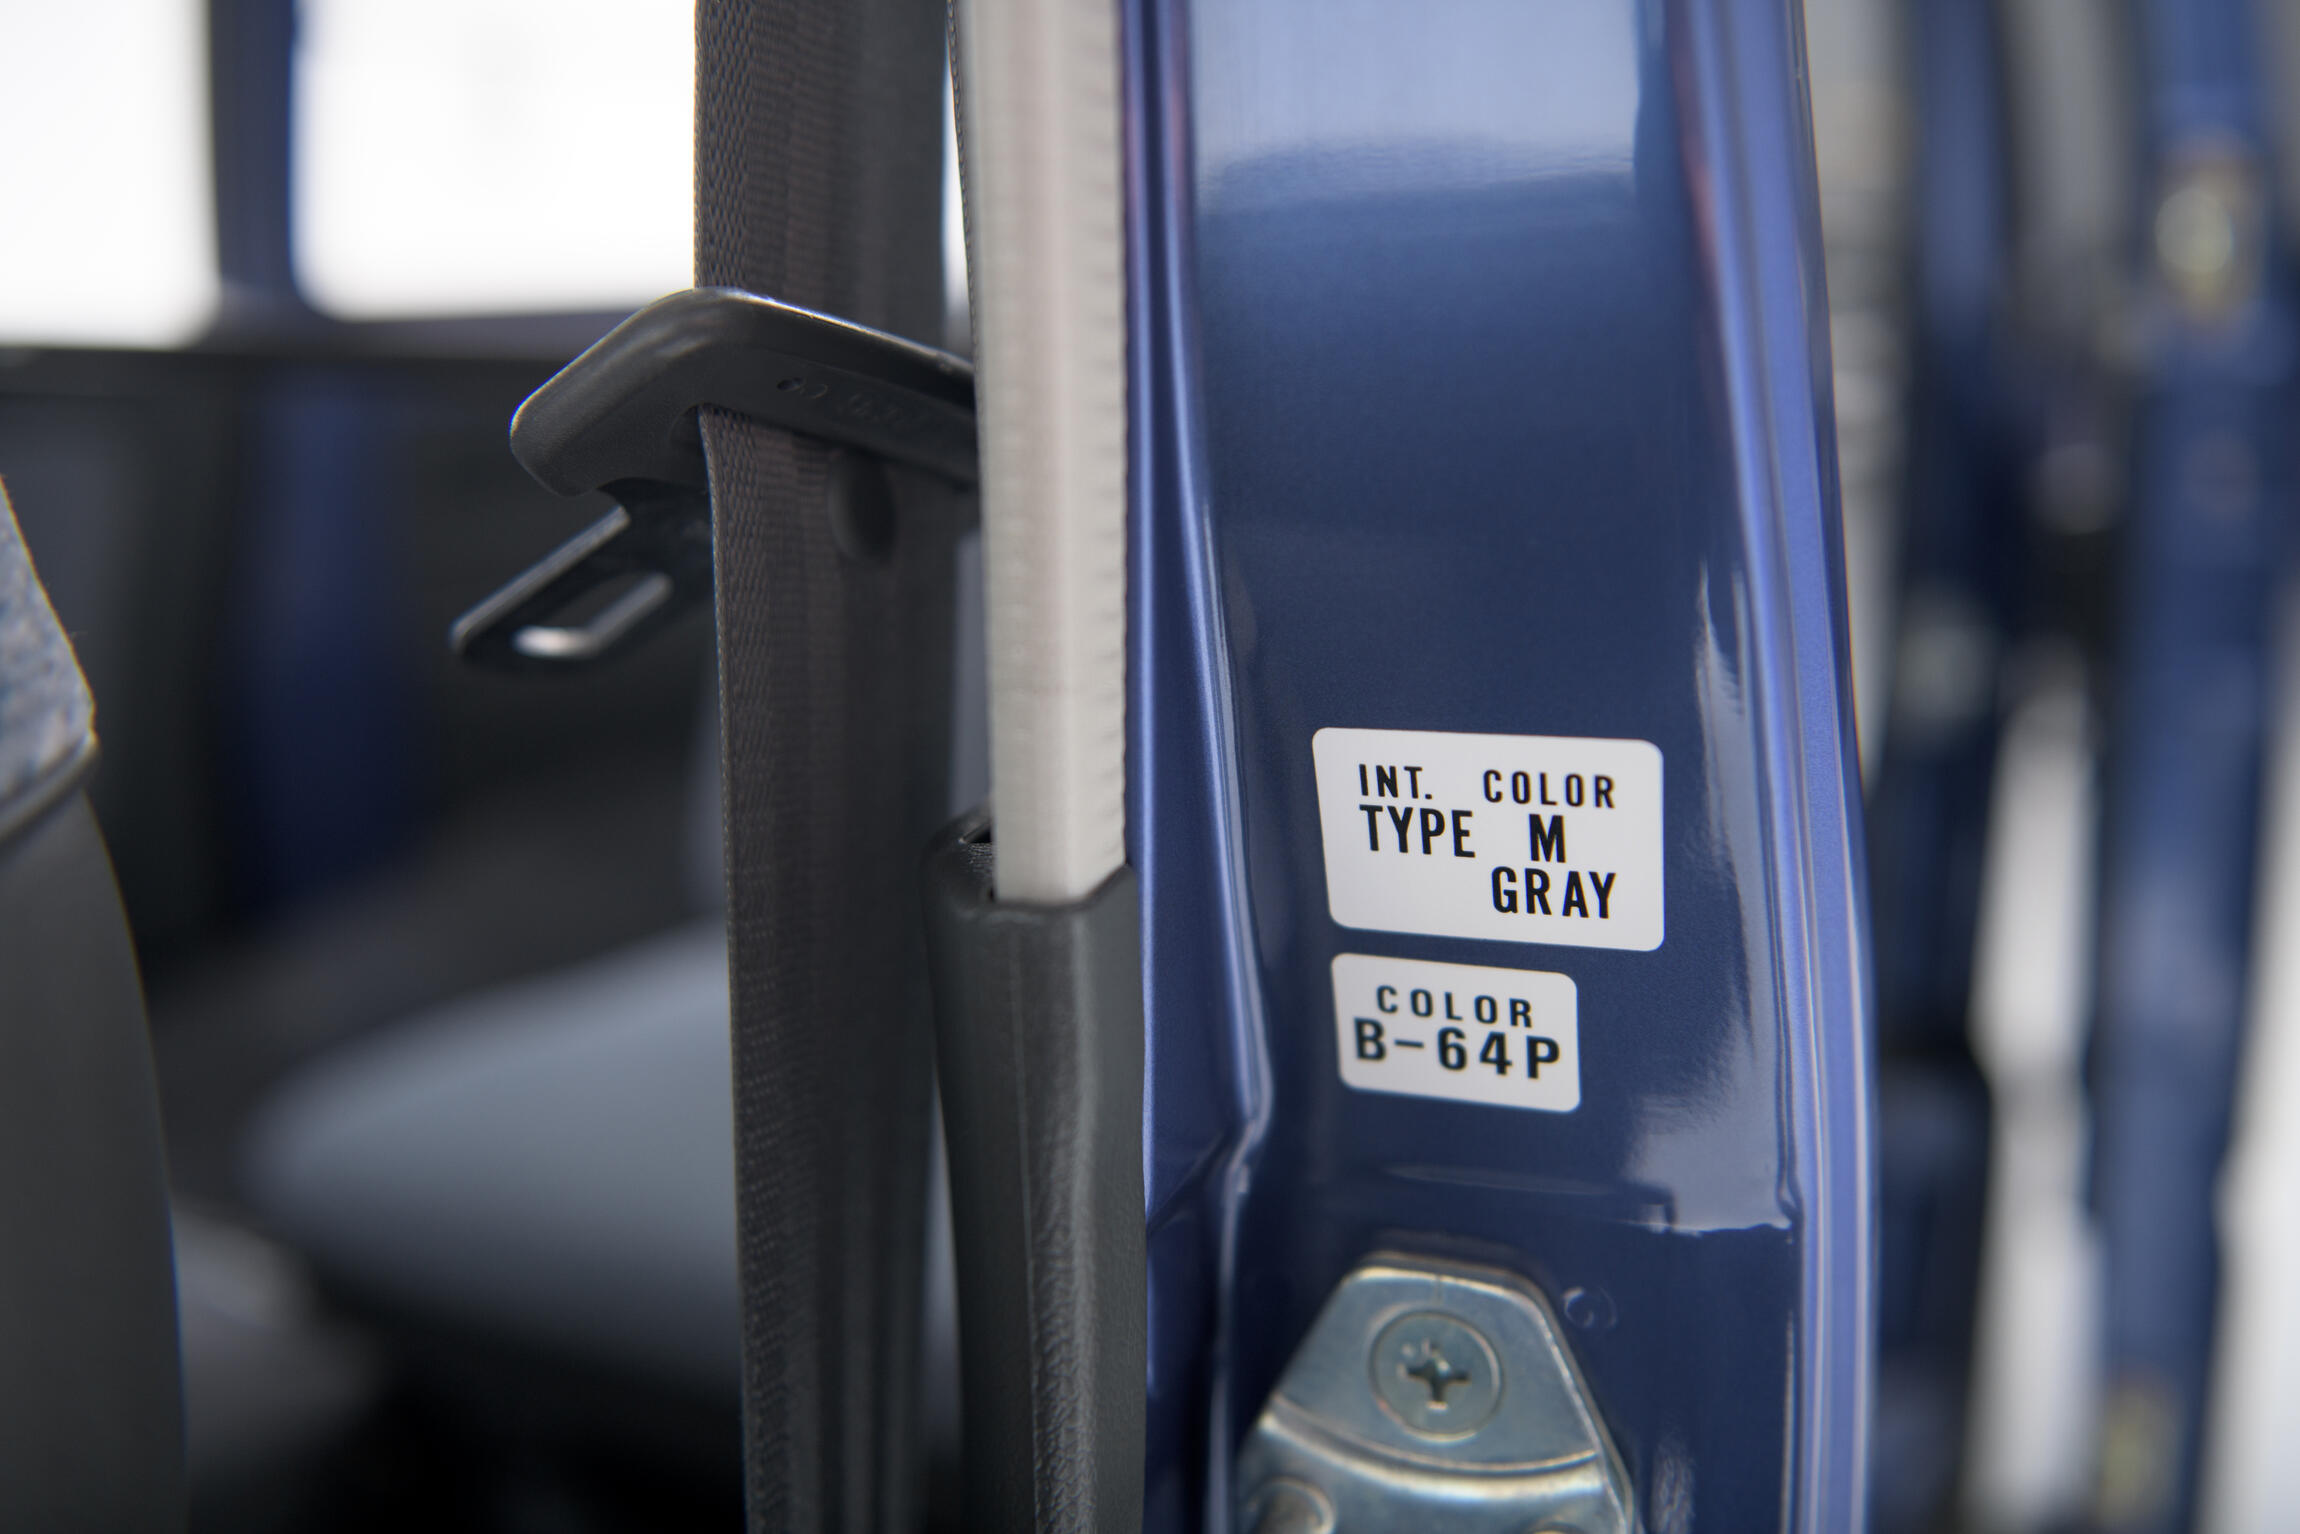 INT. COLOR
TYPE M
GRAY
COLOR
B-64P